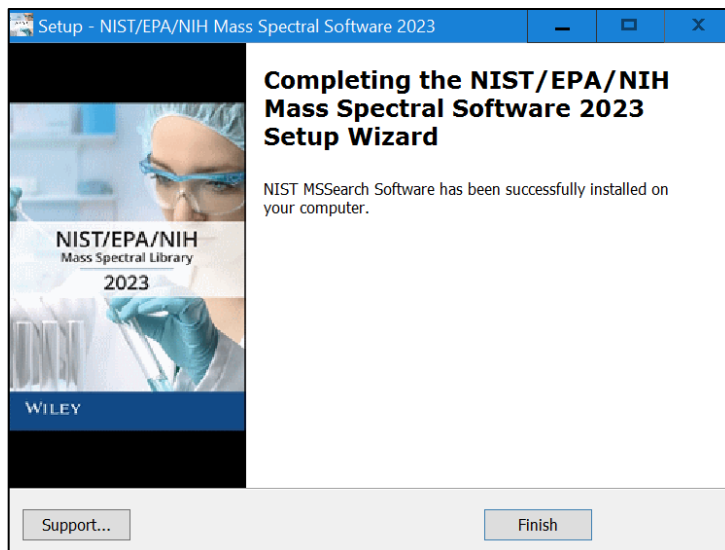 Setup - NIST/EPA/NIH Mass Spectral Software 2023
Completing the NIST/EPA/NIH
Mass Spectral Software 2023
Setup Wizard
NIST MSSearch Software has been successfully installed on
your computer.
NIST/EPA/NIH
Mass Spectral Library
2023
WILEY
Support...
Finish